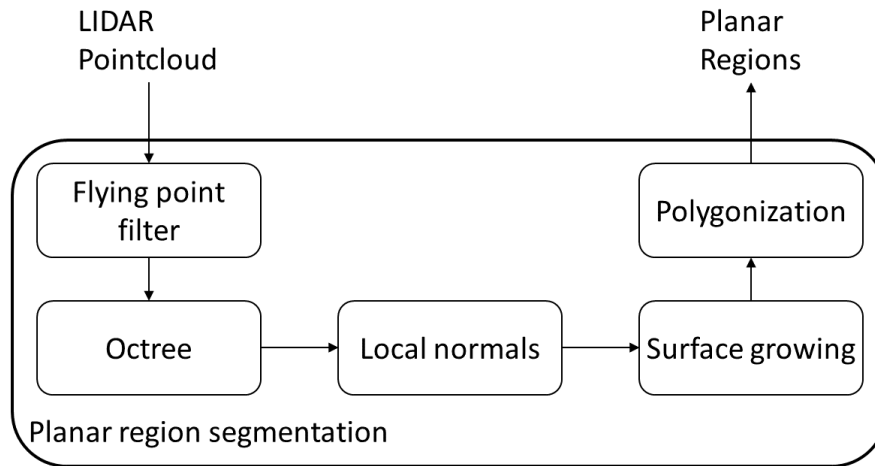 LIDAR
Pointcloud
Planar
Regions
Flying point
filter
Polygonization
Octree
Local normals
Surface growing
Planar region segmentation